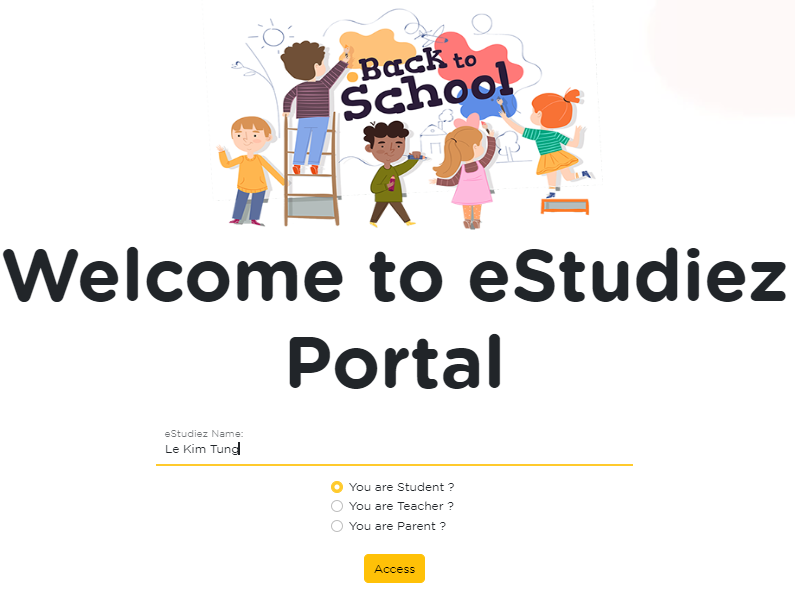 Back to
School
Welcome to eStudiez
Portal
eStudiez Name:
Le Kim Tung
You are Student ?
You are Teacher ?
You are Parent ?
Access